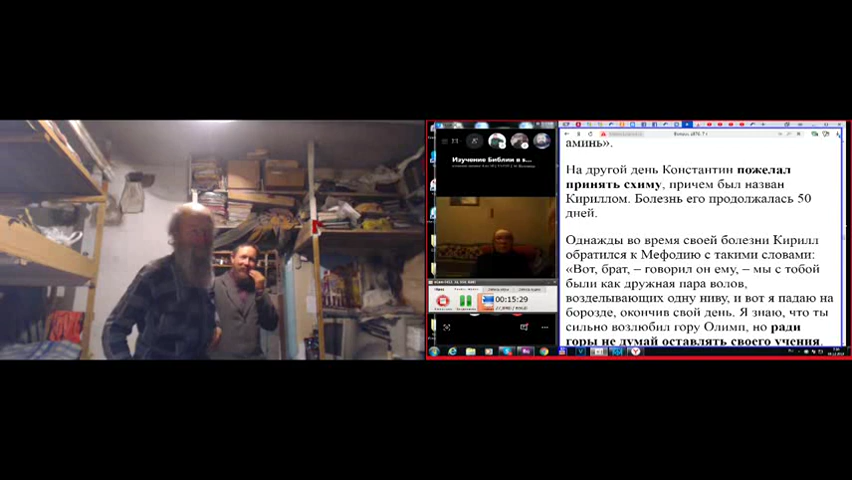 Изучение Библии в в...
00:15:29
аминь».
На другой день Константин пожелал
принять схиму, причем был назван
Кириллом. Болезнь его продолжалась 50
дней.
Однажды во время своей болезни Кирилл
обратился к Мефодию с такими словами:
«Вот, брат, – говорил он ему, – мы с тобой
были как дружная пара волов,
возделывающих одну ниву, и вот я падаю на
борозде, окончив свой день. Я знаю, что ты
сильно возлюбил гору Олимп, но ради
горы не думай оставлять своего учения,